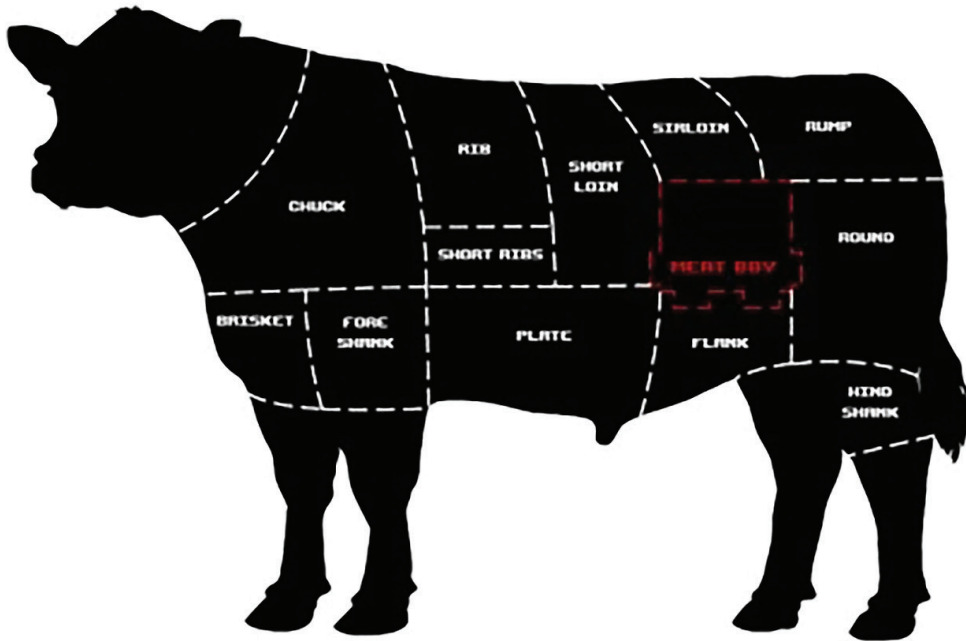 SIRLOIN
RUMP
RIB
SHORT
LOIN
CHUCK
ROUND
SHORT RIBS
MEAT BOY
BRISKET
FORE
SHANK
PLATE
FLANK
HIND
SHANK